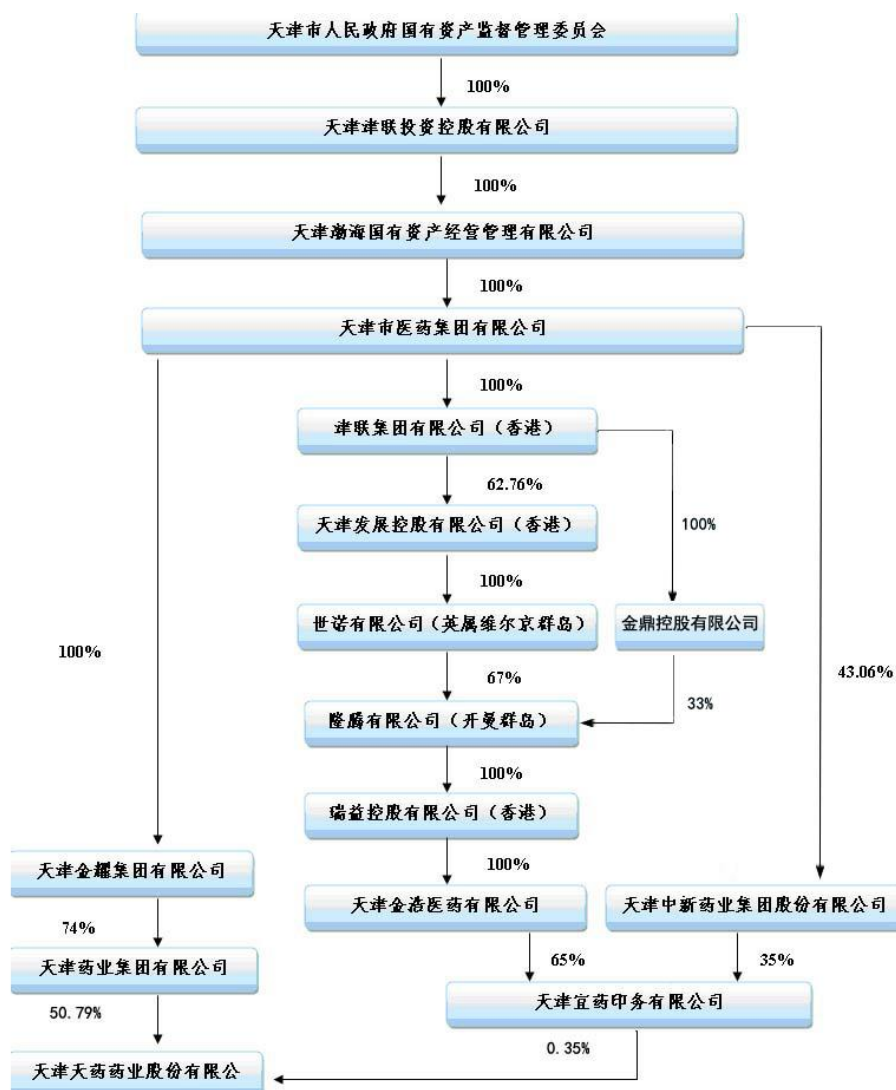 天津市人民政府国有资产监督管理委员会
100%
天津津联投资控股有限公司
100%
天津渤海国有资产经营管理有限公司
100%
天津市医药集团有限公司
100%
津联集团有限公司（香港）
62.76%
100%
天津发展控股有限公司（香港）
100%
世诺有限公司（英属维尔京群岛）
金鼎控股有限公司
100%
43.06%
67%
33%
隆腾有限公司（开曼群岛）
100%
瑞益控股有限公司（香港）
100%
天津金耀集团有限公司
天津金浩医药有限公司
天津中新药业集团股份有限公司
74%
65%
35%
天津药业集团有限公司
天津宜药印务有限公司
50.79%
0.35%
天津天药药业股份有限公